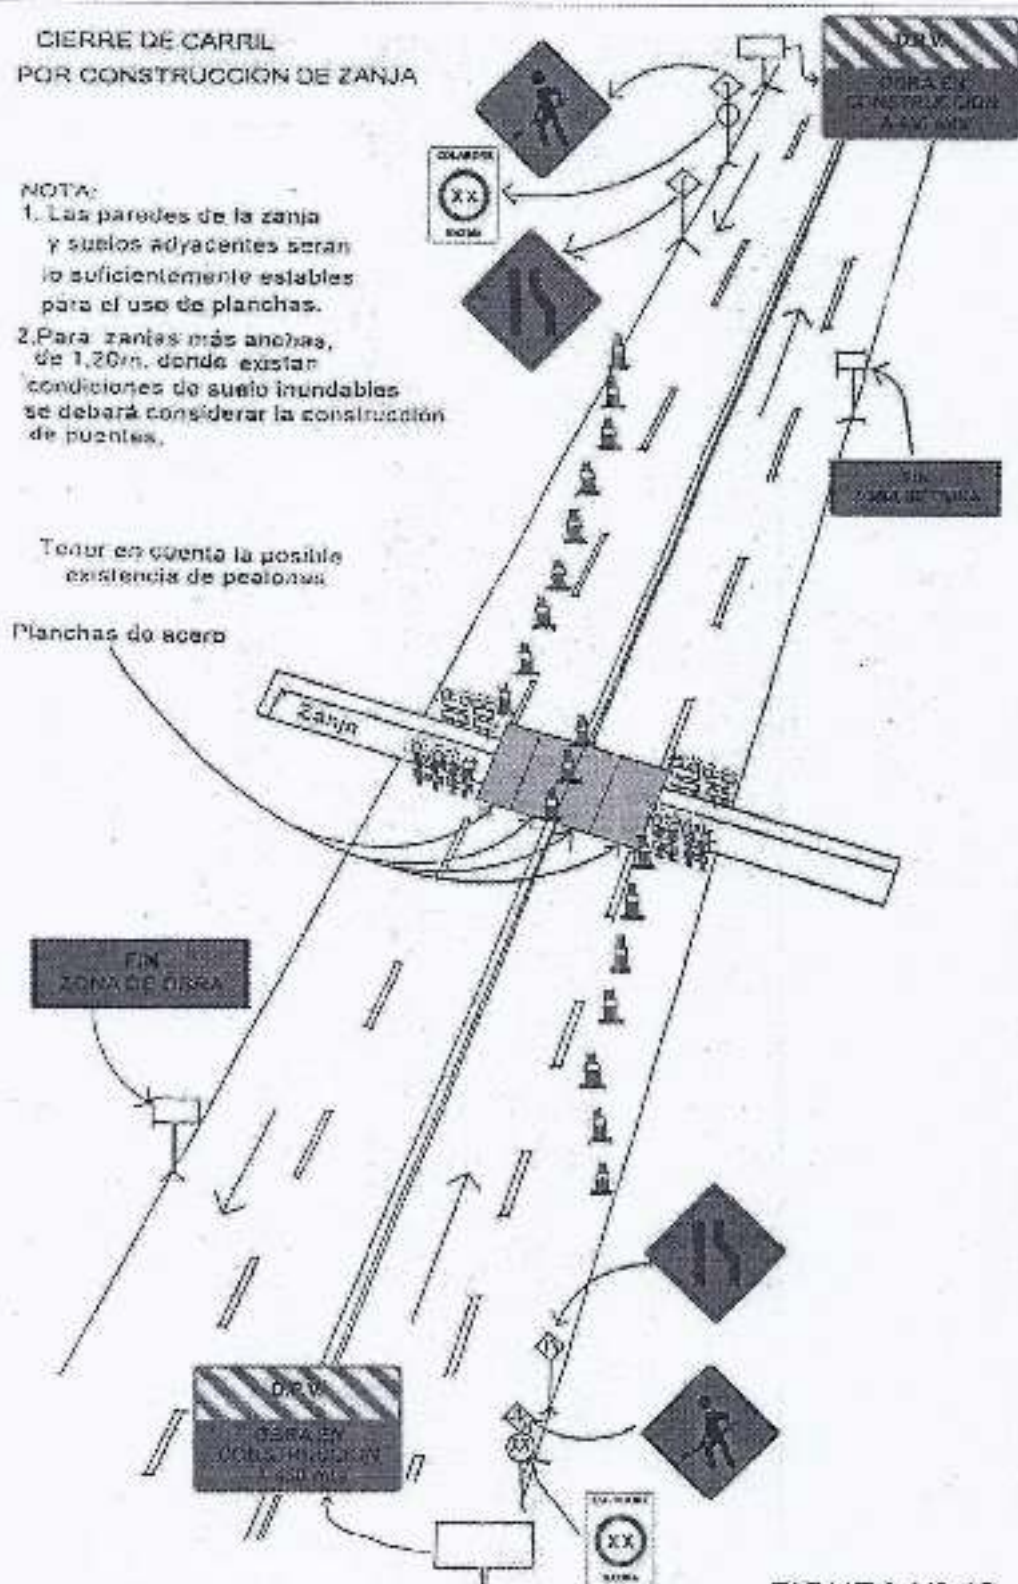 CIERRE DE CARRIL
POR CONSTRUCCIÓN DE ZANJA
D.P.V.
OBRA EN
CONSTRUCCION
COLABORE
XX
NOTA:
1. Las paredes de la zanja
y suelos adyacentes seran
lo suficientemente estables
para el uso de planchas.
2.Para zanjas más anchas,
de 1,20m. donde existan
condiciones de suelo inundables
se deberá considerar la construcción
de puentes.
FIN
ZONA DE OBRA
Tener en cuenta la posible
existencia de peatones
Planchas de acero
Zanja
FIN
ZONA DE OBRA
D.P.V.
OBRA EN
CONSTRUCCION
XX
XX